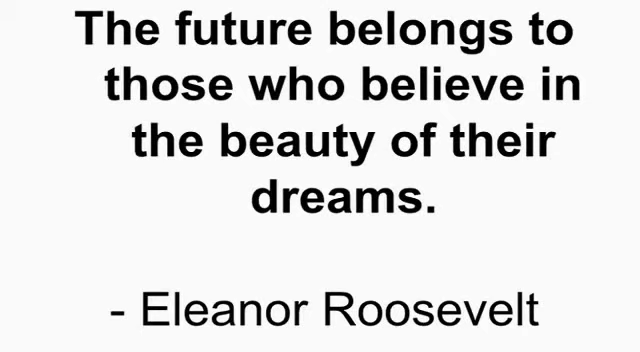 The future belongs to
those who believe in
the beauty of their
dreams.
- Eleanor Roosevelt